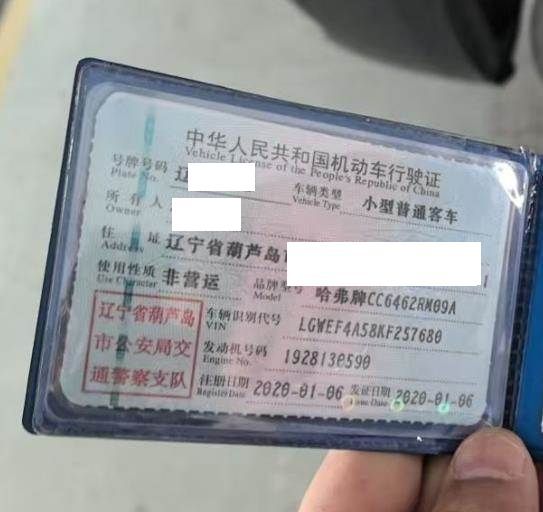 中华人民共和国机动车行驶证
Vehicle License of the People's Republic of China
号牌号码 辽
Plate No.
车辆类型 小型普通客车
Vehicle Type
所有人
Owner
住址 辽宁省葫芦岛
Address
使用性质 非营运
Use Character
品牌型号 哈弗牌CC6462RM09A
Model
辽宁省葫芦岛
市公安局交
通警察支队
车辆识别代号 LGWEF4A58KF257680
VIN
发动机号码 1928130590
Engine No.
注册日期 2020-01-06
Register Date
发证日期 2020-01-06
Issue Date